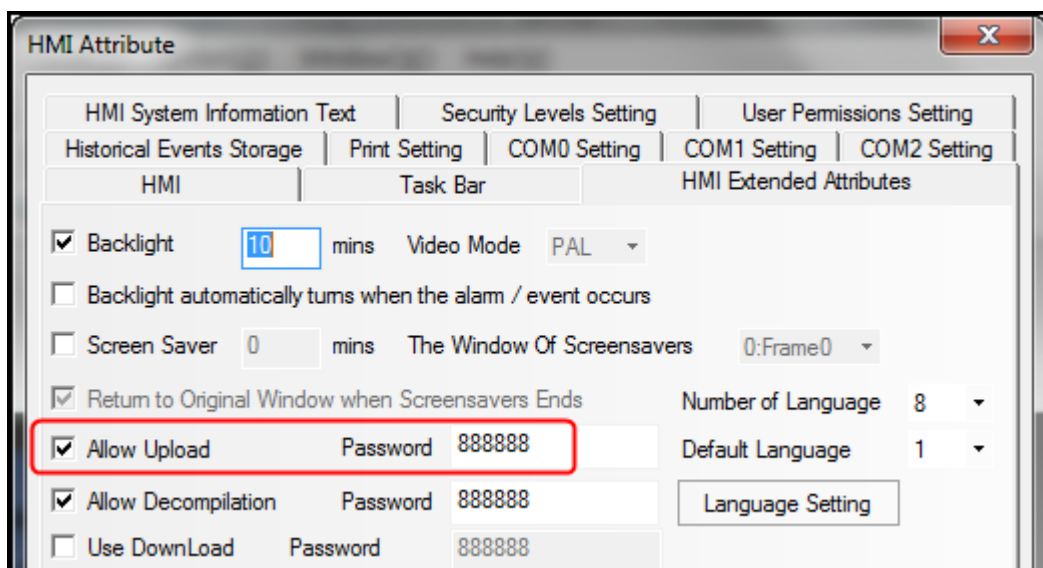 HMI Attribute
HMI System Information Text Security Levels Setting User Permissions Setting
Historical Events Storage Print Setting COM0 Setting COM1 Setting COM2 Setting
HMI Task Bar HMI Extended Attributes
Backlight 10 mins Video Mode PAL
Backlight automatically turns when the alarm / event occurs
Screen Saver 0 mins The Window Of Screensavers 0:Frame0
Return to Original Window when Screensavers Ends Number of Language 8
Allow Upload Password 888888 Default Language 1
Allow Decompilation Password 888888 Language Setting
Use DownLoad Password 888888